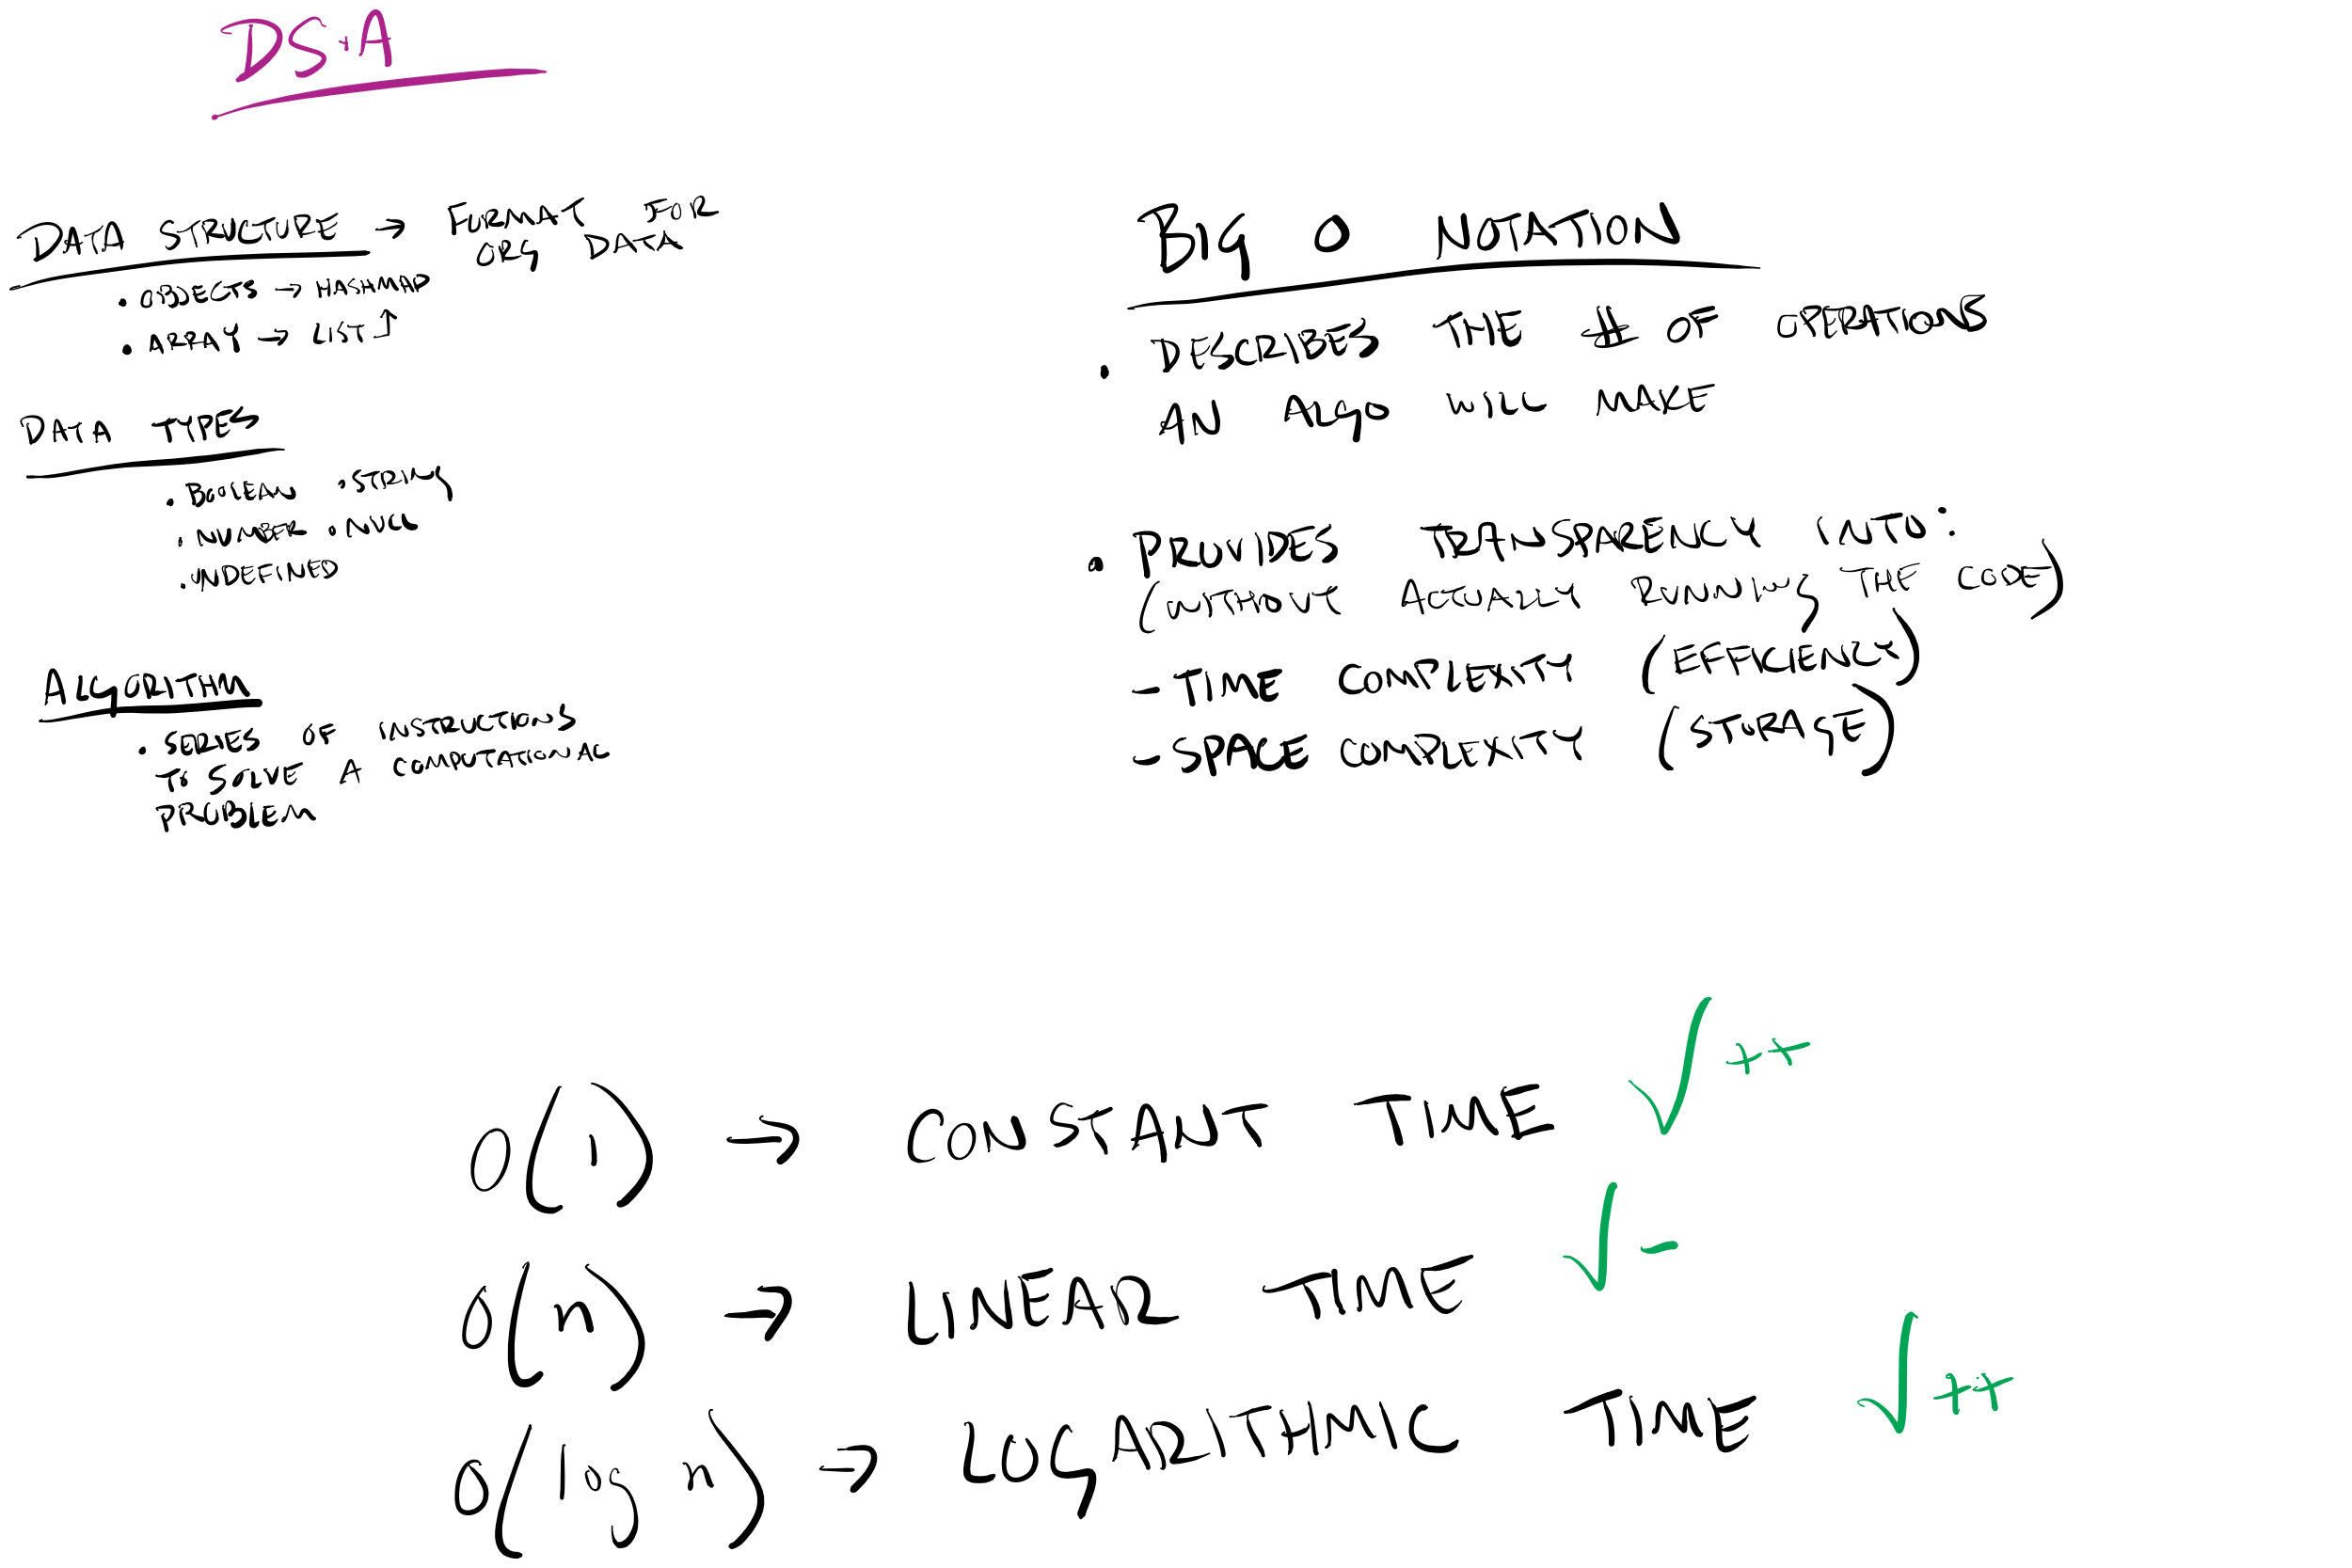 DS+A
DATA STRUCTURE → FORMAT FOR
ORG DATA
• OBJECTS → HASHMAP
• ARRAY → LIST ↑
DATA TYPES
• BOOLEAN • STRING
• NUMBER • NULL
• UNDEFINED
ALGORITHM
• SERIES OF INSTRUCTIONS
TO SOLVE A COMPUTATIONAL
PROBLEM
BIG O NOTATION
• DESCRIBES THE # OF OPERATIONS
AN ALGO WILL MAKE
• PROVIDES TRANSPARENCY INTO:
(WITHOUT ACTUALLY RUNNING THE CODE)
- TIME COMPLEXITY (EFFICIENCY)
- SPACE COMPLEXITY (STORAGE)
O(1) → CONSTANT TIME ✓++
O(n) → LINEAR TIME ✓-
O(log n) → LOGARITHMIC TIME ✓++